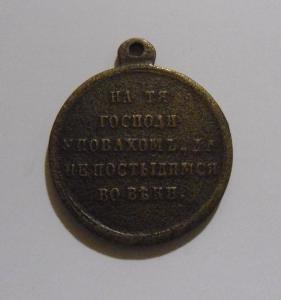 НА ТЯ
ГОСПОДИ
УПОВАХОМЪ, ДА
НЕ ПОСТЫДИМСЯ
ВО ВѢКИ.